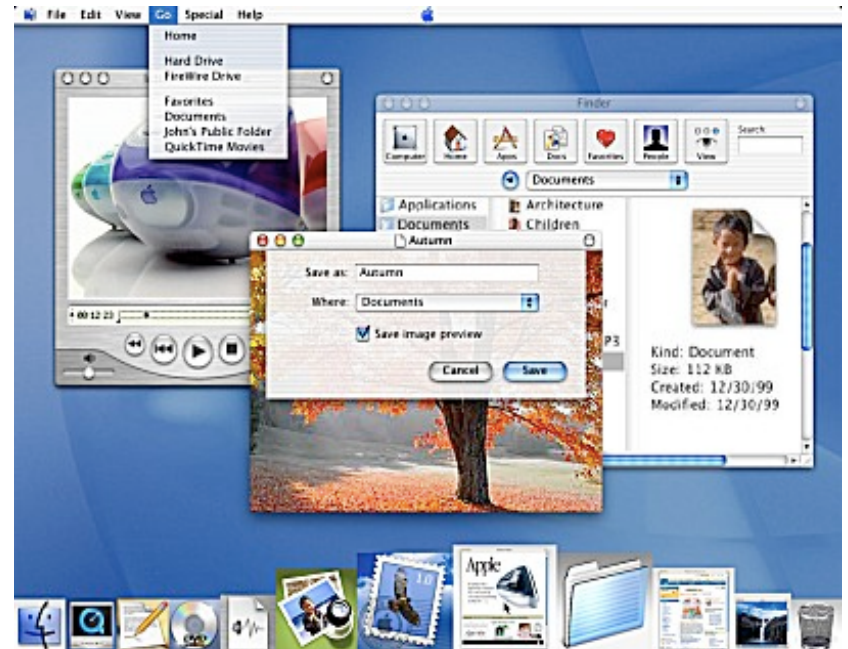 File Edit View Go Special Help
Home
Hard Drive
FireWire Drive
Favorites
Documents
John's Public Folder
QuickTime Movies
Finder
Computer Home Apps Docs Favorites People View
Search
Documents
Applications
Documents
Architecture
Children
Autumn
Save as: Autumn
Where: Documents
Save image preview
Cancel Save
00:12:23
P3
Kind: Document
Size: 112 KB
Created: 12/30/99
Modified: 12/30/99
1.0
Apple
DVD